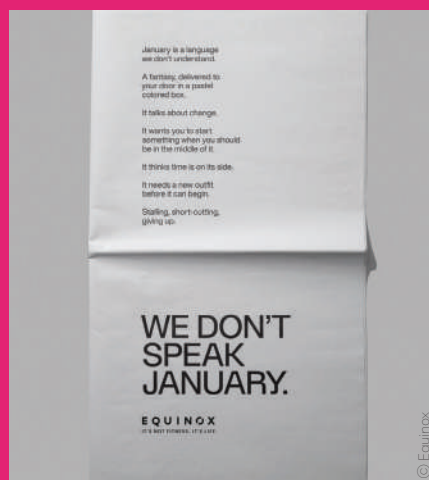 January is a language
we don't understand.
A fantasy, delivered to
your door in a pastel
colored box.
It talks about change.
It wants you to start
something when you should
be in the middle of it.
It thinks time is on its side.
It needs a new outfit
before it can begin.
Stalling, short-cutting,
giving up.
WE DON'T
SPEAK
JANUARY.
EQUINOX
IT'S NOT FITNESS. IT'S LIFE.
© Equinox